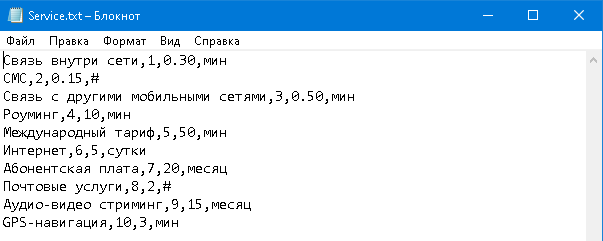 Service.txt – Блокнот
Файл Правка Формат Вид Справка
Связь внутри сети,1,0.30,мин
СМС,2,0.15,#
Связь с другими мобильными сетями,3,0.50,мин
Роуминг,4,10,мин
Международный тариф,5,50,мин
Интернет,6,5,сутки
Абонентская плата,7,20,месяц
Почтовые услуги,8,2,#
Аудио-видео стриминг,9,15,месяц
GPS-навигация,10,3,мин